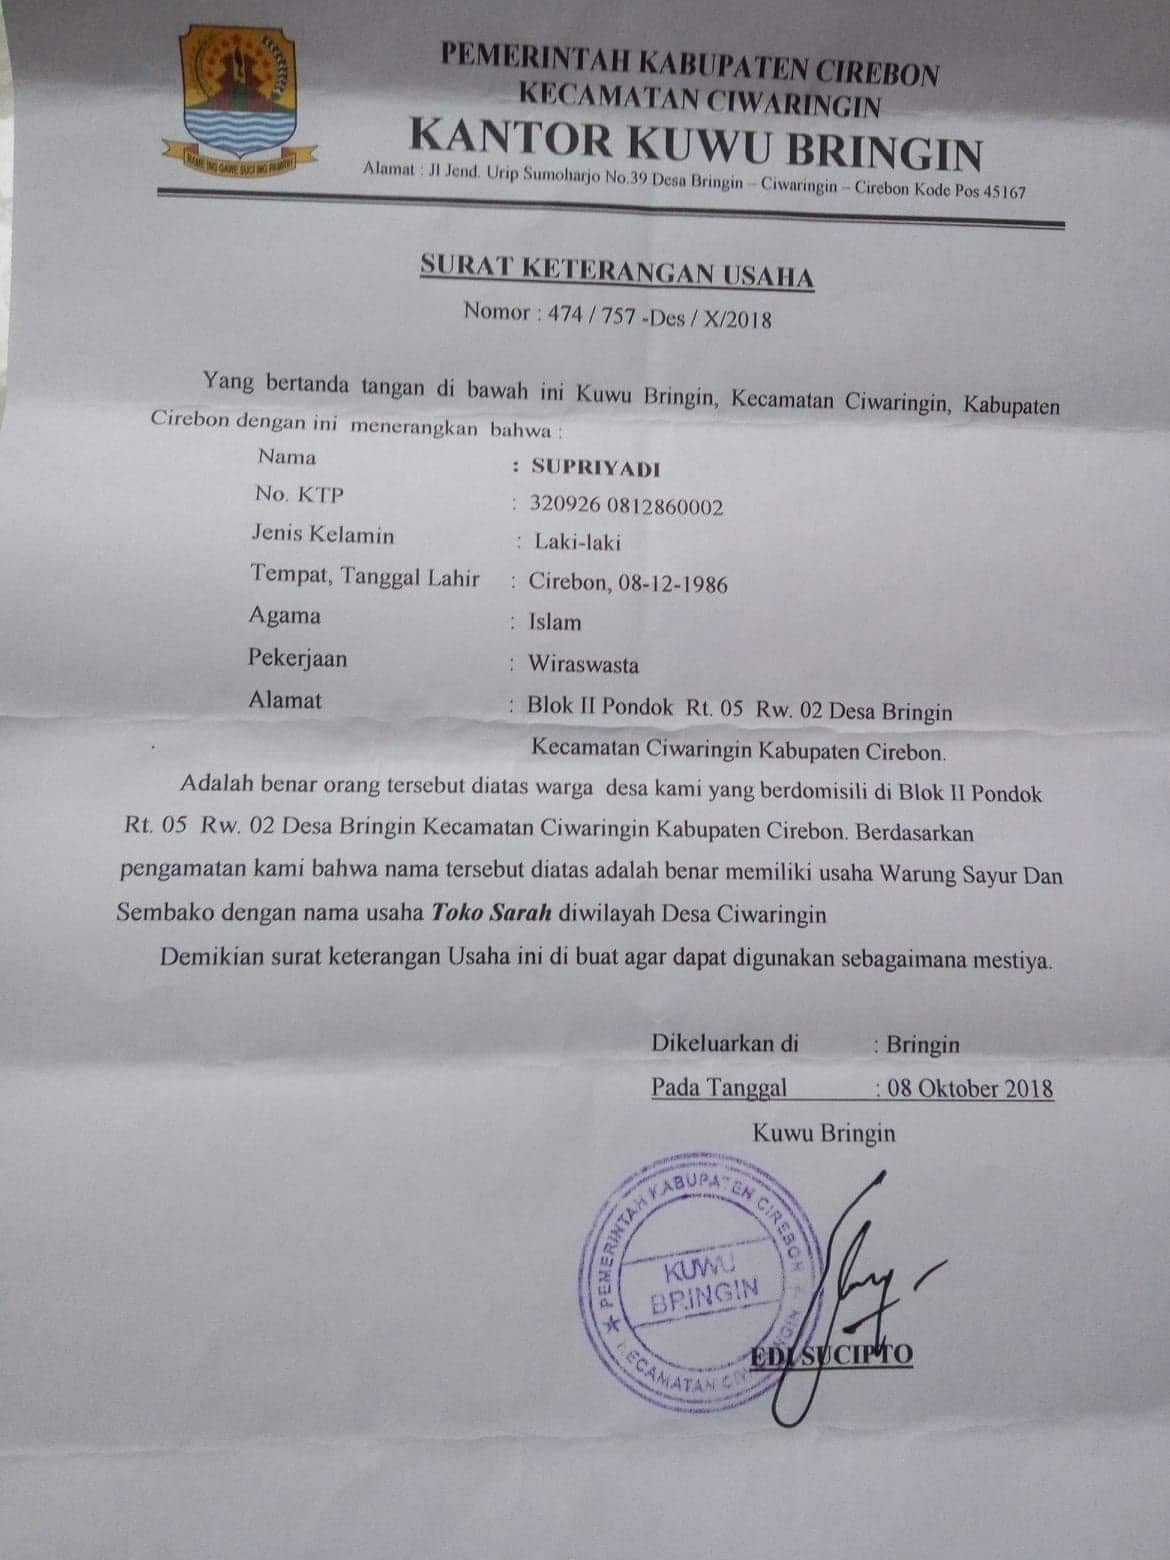 PEMERINTAH KABUPATEN CIREBON
KECAMATAN CIWARINGIN
KANTOR KUWU BRINGIN
Alamat : Jl Jend. Urip Sumoharjo No.39 Desa Bringin – Ciwaringin – Cirebon Kode Pos 45167
RAME ING GAWE SUCI ING PAMRIH
SURAT KETERANGAN USAHA
Nomor : 474 / 757 -Des / X/2018
Yang bertanda tangan di bawah ini Kuwu Bringin, Kecamatan Ciwaringin, Kabupaten
Cirebon dengan ini menerangkan bahwa :
Nama : SUPRIYADI
No. KTP : 320926 0812860002
Jenis Kelamin : Laki-laki
Tempat, Tanggal Lahir : Cirebon, 08-12-1986
Agama : Islam
Pekerjaan : Wiraswasta
Alamat : Blok II Pondok Rt. 05 Rw. 02 Desa Bringin
Kecamatan Ciwaringin Kabupaten Cirebon.
Adalah benar orang tersebut diatas warga desa kami yang berdomisili di Blok II Pondok
Rt. 05 Rw. 02 Desa Bringin Kecamatan Ciwaringin Kabupaten Cirebon. Berdasarkan
pengamatan kami bahwa nama tersebut diatas adalah benar memiliki usaha Warung Sayur Dan
Sembako dengan nama usaha Toko Sarah diwilayah Desa Ciwaringin
Demikian surat keterangan Usaha ini di buat agar dapat digunakan sebagaimana mestiya.
Dikeluarkan di : Bringin
Pada Tanggal : 08 Oktober 2018
Kuwu Bringin
PEMERINTAH KABUPATEN CIREBON
KUWU
BRINGIN
KECAMATAN CIWARINGIN
EDI SUCIPTO